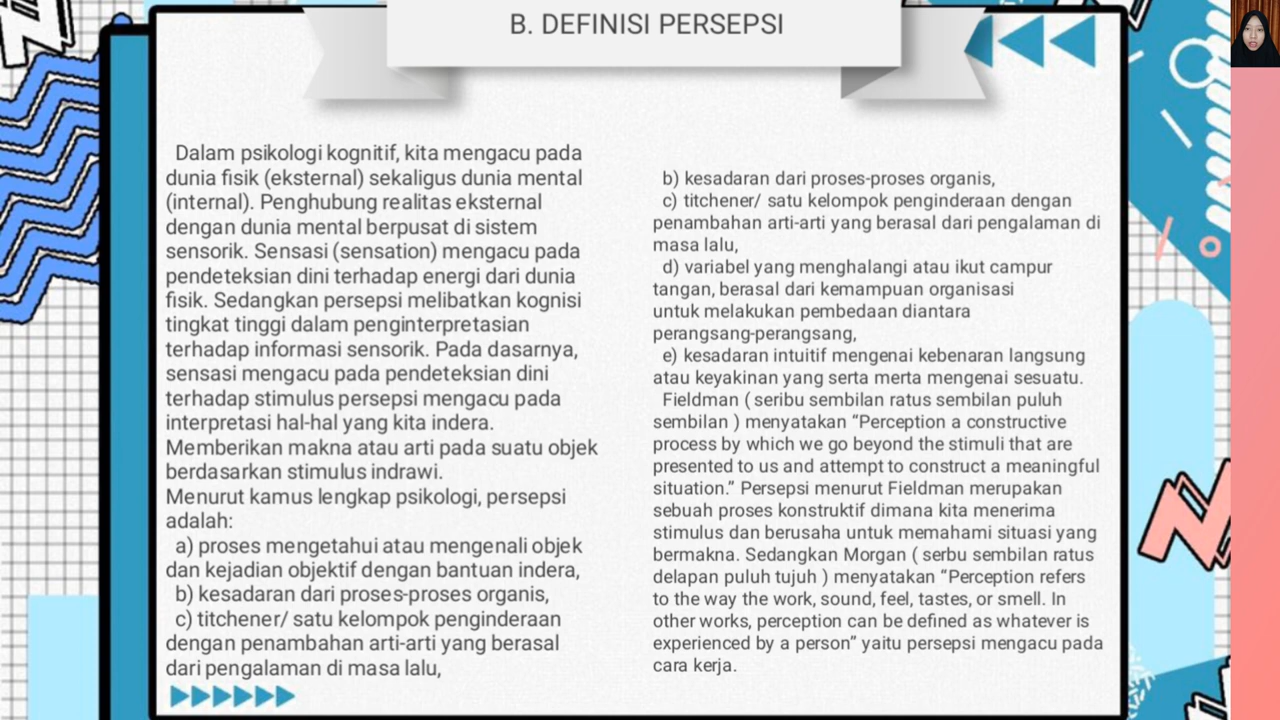 B. DEFINISI PERSEPSI
Dalam psikologi kognitif, kita mengacu pada
dunia fisik (eksternal) sekaligus dunia mental
(internal). Penghubung realitas eksternal
dengan dunia mental berpusat di sistem
sensorik. Sensasi (sensation) mengacu pada
pendeteksian dini terhadap energi dari dunia
fisik. Sedangkan persepsi melibatkan kognisi
tingkat tinggi dalam penginterpretasian
terhadap informasi sensorik. Pada dasarnya,
sensasi mengacu pada pendeteksian dini
terhadap stimulus persepsi mengacu pada
interpretasi hal-hal yang kita indera.
Memberikan makna atau arti pada suatu objek
berdasarkan stimulus indrawi.
Menurut kamus lengkap psikologi, persepsi
adalah:
a) proses mengetahui atau mengenali objek
dan kejadian objektif dengan bantuan indera,
b) kesadaran dari proses-proses organis,
c) titchener/ satu kelompok penginderaan
dengan penambahan arti-arti yang berasal
dari pengalaman di masa lalu,
b) kesadaran dari proses-proses organis,
c) titchener/ satu kelompok penginderaan dengan
penambahan arti-arti yang berasal dari pengalaman di
masa lalu,
d) variabel yang menghalangi atau ikut campur
tangan, berasal dari kemampuan organisasi
untuk melakukan pembedaan diantara
perangsang-perangsang,
e) kesadaran intuitif mengenai kebenaran langsung
atau keyakinan yang serta merta mengenai sesuatu.
Fieldman ( seribu sembilan ratus sembilan puluh
sembilan ) menyatakan “Perception a constructive
process by which we go beyond the stimuli that are
presented to us and attempt to construct a meaningful
situation.” Persepsi menurut Fieldman merupakan
sebuah proses konstruktif dimana kita menerima
stimulus dan berusaha untuk memahami situasi yang
bermakna. Sedangkan Morgan ( serbu sembilan ratus
delapan puluh tujuh ) menyatakan “Perception refers
to the way the work, sound, feel, tastes, or smell. In
other works, perception can be defined as whatever is
experienced by a person” yaitu persepsi mengacu pada
cara kerja.